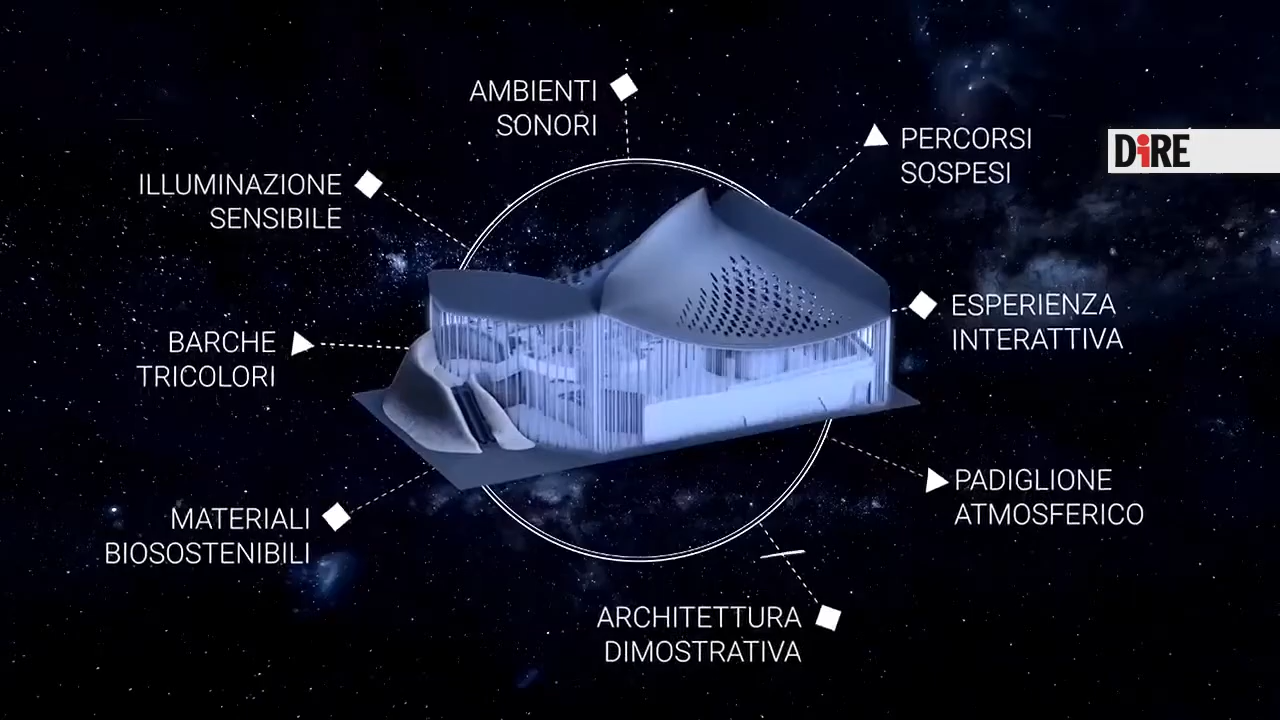 AMBIENTI
SONORI
PERCORSI
SOSPESI
DiRE
ILLUMINAZIONE
SENSIBILE
ESPERIENZA
INTERATTIVA
BARCHE
TRICOLORI
PADIGLIONE
ATMOSFERICO
MATERIALI
BIOSOSTENIBILI
ARCHITETTURA
DIMOSTRATIVA